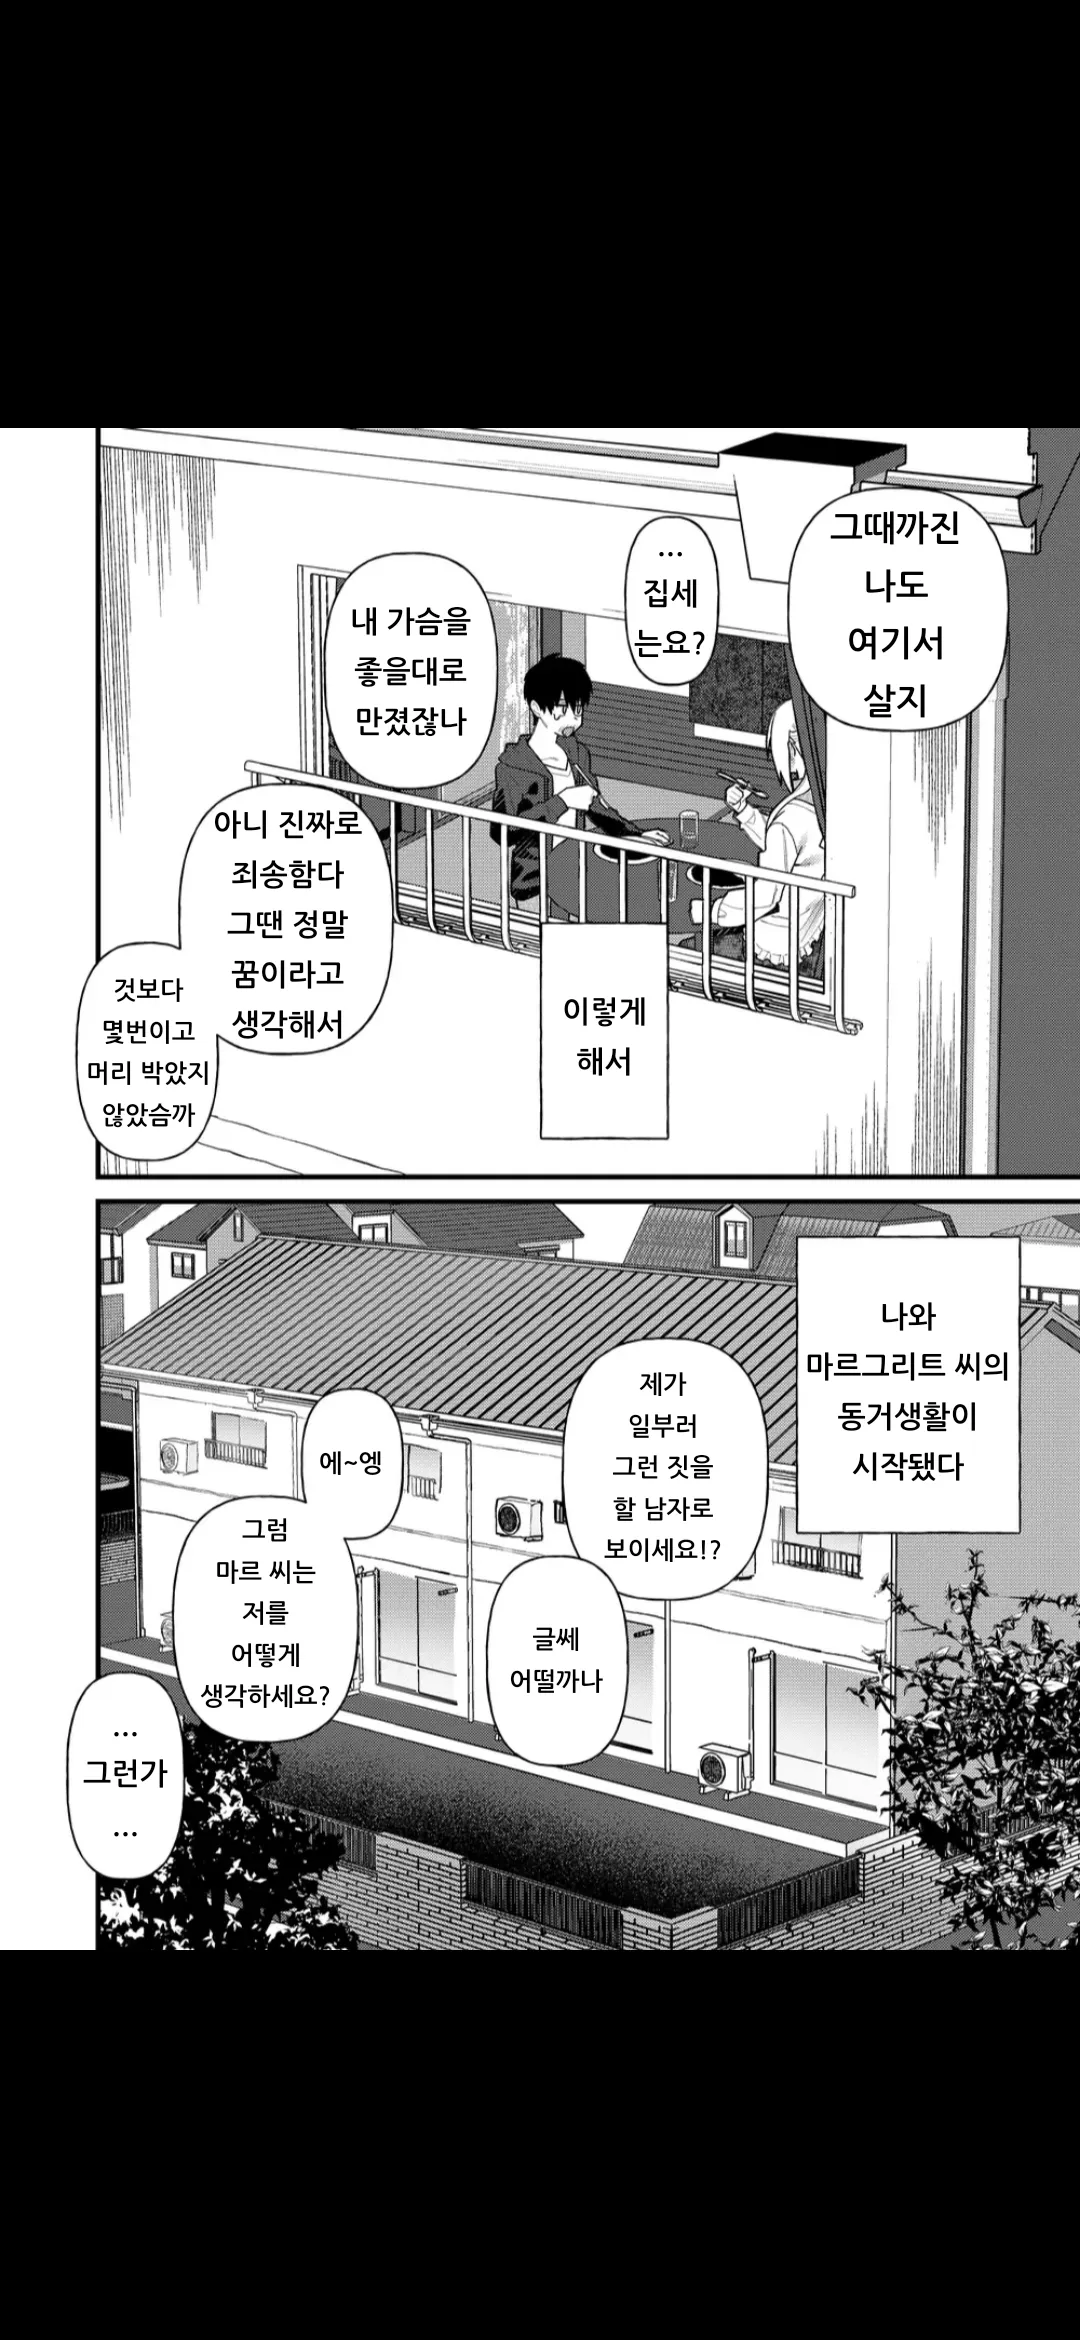 그때까진
나도
여기서
살지
...
집세
는요?
내 가슴을
좋을대로
만졌잖나
아니 진짜로
죄송함다
그땐 정말
꿈이라고
생각해서
것보다
몇번이고
머리 박았지
않았슴까
이렇게
해서
나와
마르그리트 씨의
동거생활이
시작됐다
제가
일부러
그런 짓을
할 남자로
보이세요!?
글쎄
어떨까나
에~엥
그럼
마르 씨는
저를
어떻게
생각하세요?
...
그런가
...